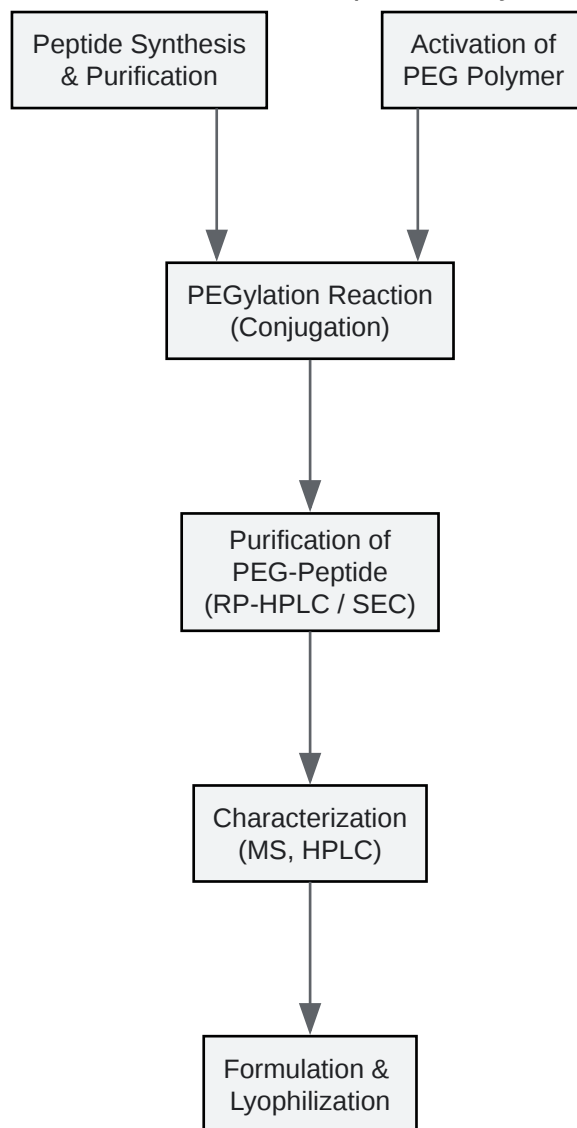 Peptide Synthesis
& Purification
Activation of
PEG Polymer
PEGylation Reaction
(Conjugation)
Purification of
PEG-Peptide
(RP-HPLC / SEC)
Characterization
(MS, HPLC)
Formulation &
Lyophilization